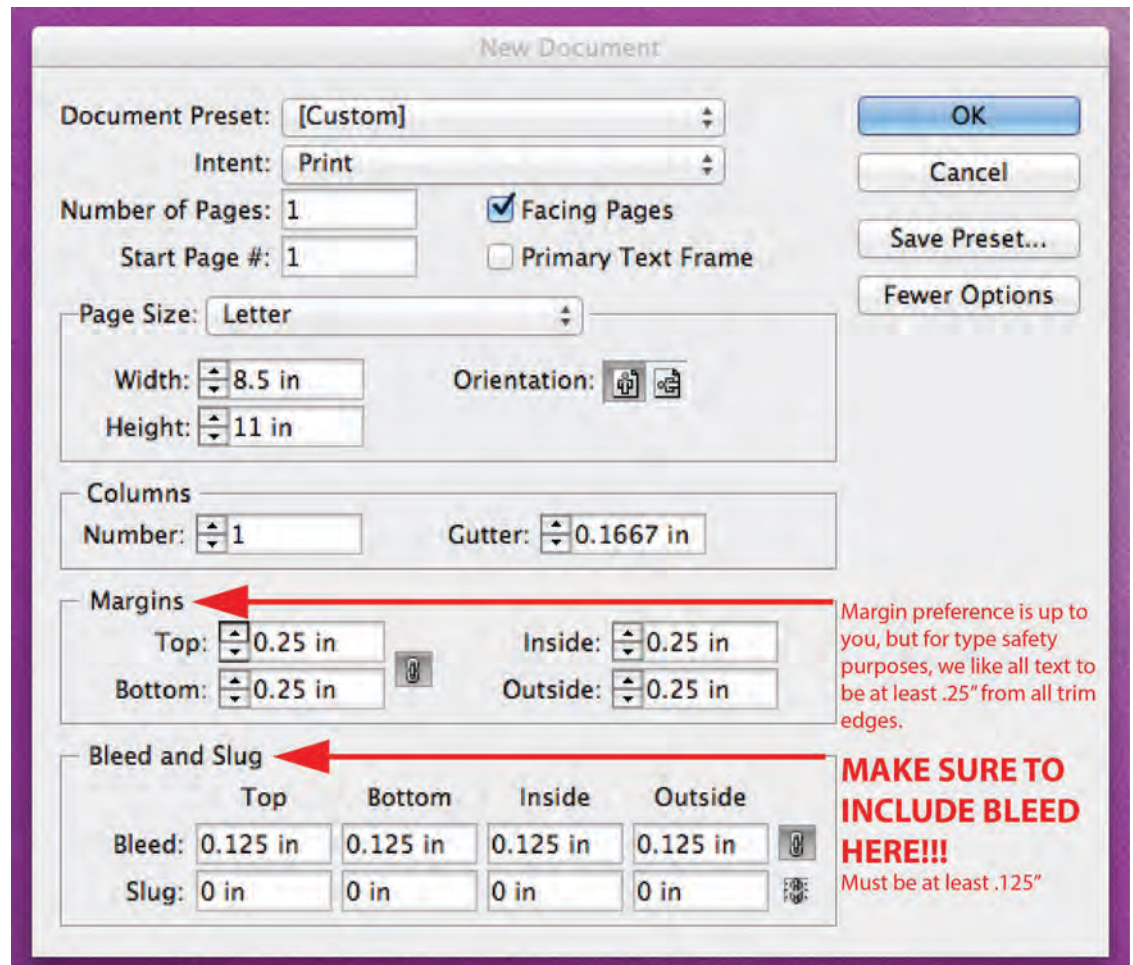 New Document
Document Preset: [Custom]
OK
Intent: Print
Cancel
Number of Pages: 1
Facing Pages
Save Preset...
Start Page #: 1
Primary Text Frame
Fewer Options
Page Size: Letter
Width: 8.5 in
Orientation:
Height: 11 in
Columns
Number: 1
Gutter: 0.1667 in
Margins
Top: 0.25 in
Inside: 0.25 in
Bottom: 0.25 in
Outside: 0.25 in
Margin preference is up to
you, but for type safety
purposes, we like all text to
be at least .25" from all trim
edges.
Bleed and Slug
Top Bottom Inside Outside
Bleed: 0.125 in 0.125 in 0.125 in 0.125 in
Slug: 0 in 0 in 0 in 0 in
MAKE SURE TO
INCLUDE BLEED
HERE!!!
Must be at least .125"